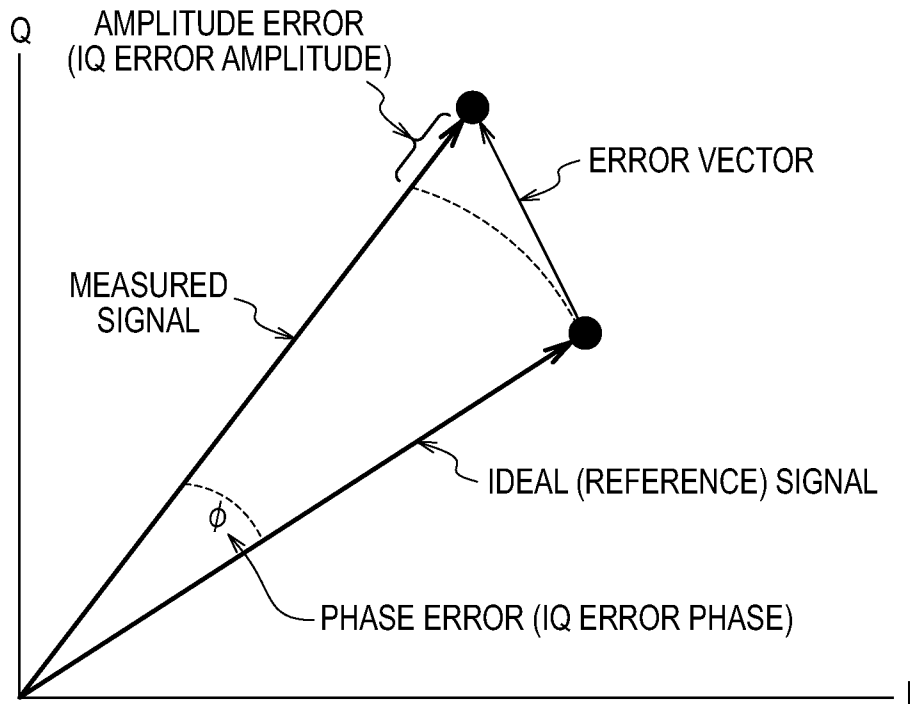 Q
AMPLITUDE ERROR
(IQ ERROR AMPLITUDE)
ERROR VECTOR
MEASURED
SIGNAL
IDEAL (REFERENCE) SIGNAL
ϕ
PHASE ERROR (IQ ERROR PHASE)
I